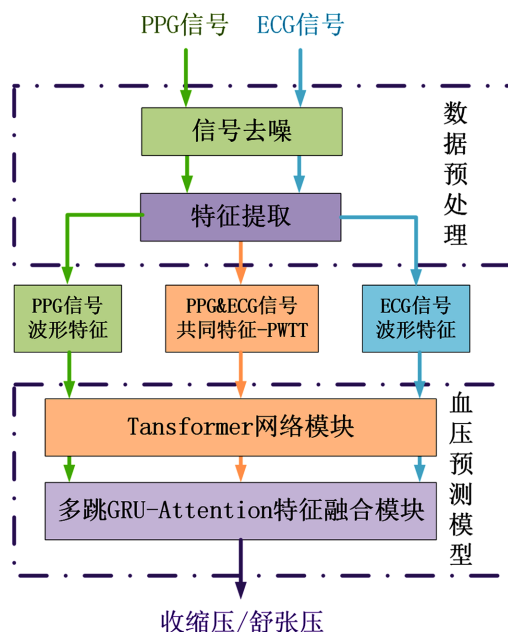 PPG信号 ECG信号
信号去噪
特征提取
数据预处理
PPG信号
波形特征
PPG&ECG信号
共同特征-PWTT
ECG信号
波形特征
Tansformer网络模块
多跳GRU-Attention特征融合模块
血压预测模型
收缩压/舒张压